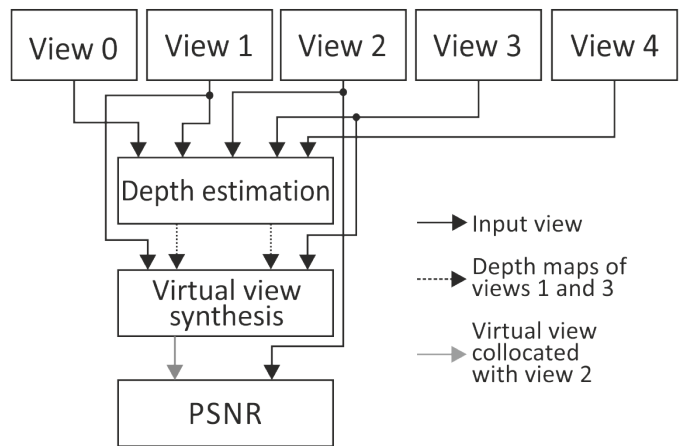 View 0
View 1
View 2
View 3
View 4
Depth estimation
Virtual view
synthesis
PSNR
Input view
Depth maps of
views 1 and 3
Virtual view
collocated
with view 2